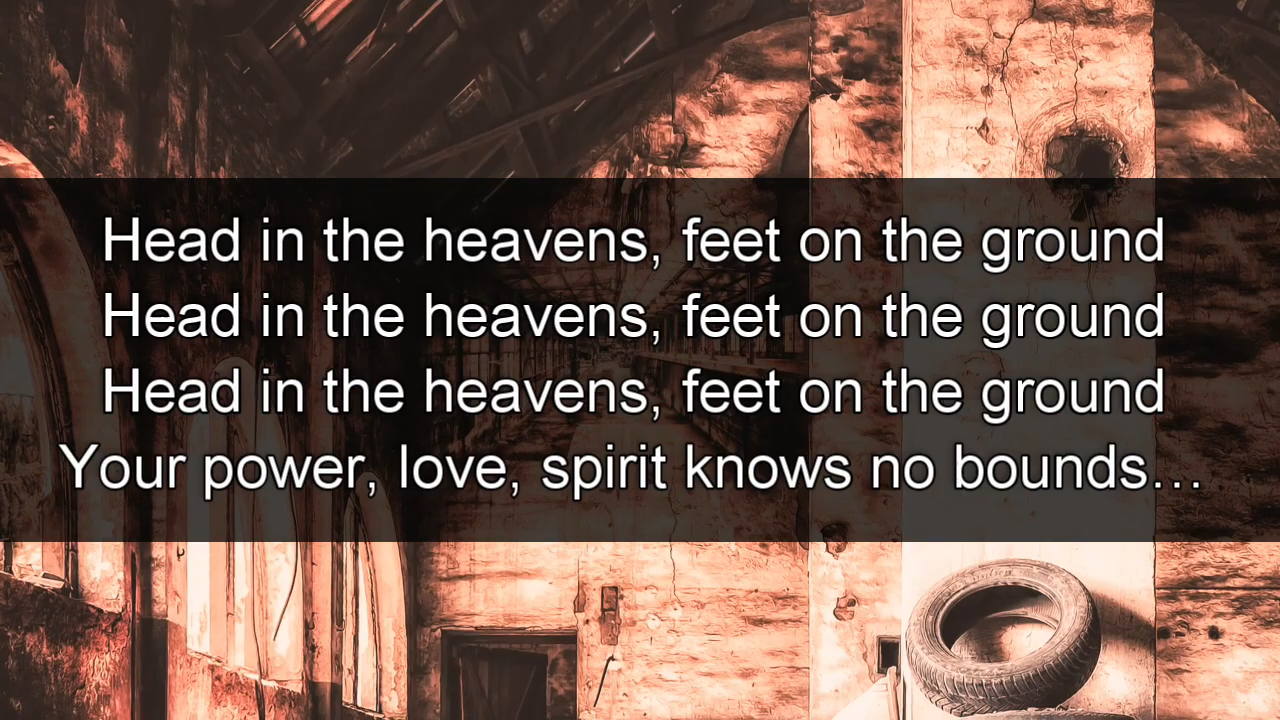 Head in the heavens, feet on the ground
Head in the heavens, feet on the ground
Head in the heavens, feet on the ground
Your power, love, spirit knows no bounds…